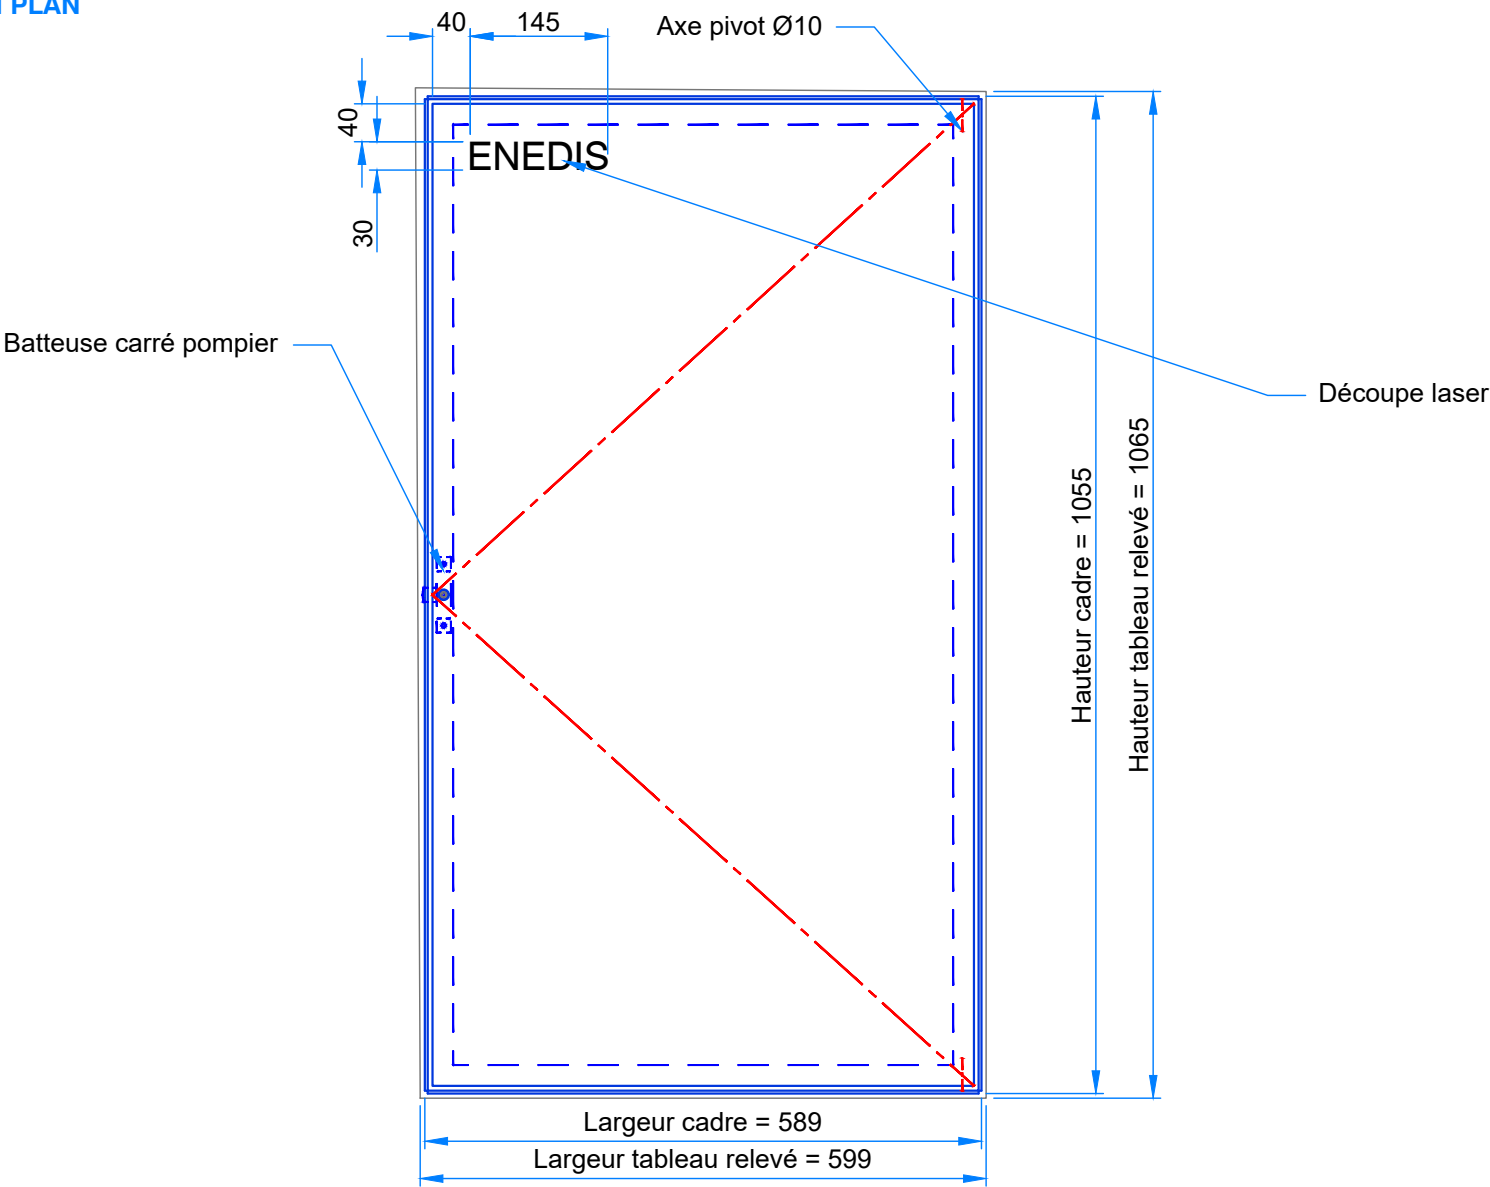 PLAN
40
145
Axe pivot Ø10
40
ENEDIS
30
Batteuse carré pompier
Découpe laser
Hauteur cadre = 1055
Hauteur tableau relevé = 1065
Largeur cadre = 589
Largeur tableau relevé = 599